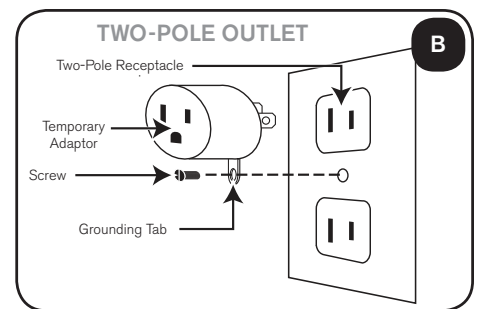 TWO-POLE OUTLET
B
Two-Pole Receptacle
Temporary
Adaptor
Screw
Grounding Tab